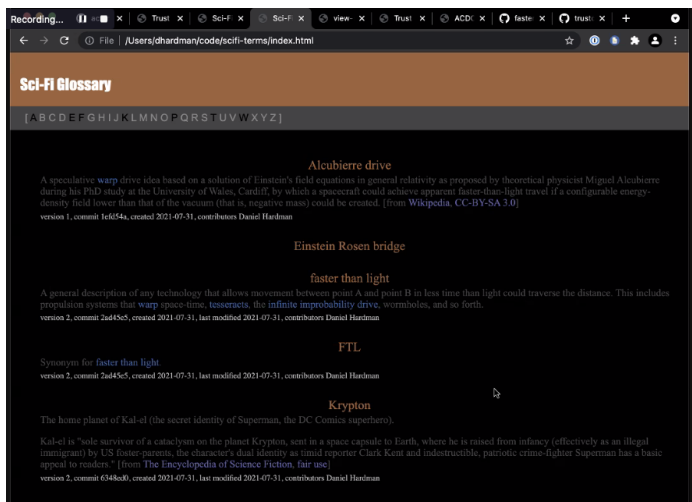 Recording...
ac
Trust
Sci-F
Sci-Fi
view-
Trust
ACDC
faste
trust
File | /Users/dhardman/code/scifi-terms/index.html
Sci-Fi Glossary
[A B C D E F G H I J K L M N O P Q R S T U V W X Y Z ]
Alcubierre drive
A speculative warp drive idea based on a solution of Einstein's field equations in general relativity as proposed by theoretical physicist Miguel Alcubierre
during his PhD study at the University of Wales, Cardiff, by which a spacecraft could achieve apparent faster-than-light travel if a configurable energy-
density field lower than that of the vacuum (that is, negative mass) could be created. [from Wikipedia, CC-BY-SA 3.0]
version 1, commit 1efd54a, created 2021-07-31, contributors Daniel Hardman
Einstein Rosen bridge
faster than light
A general description of any technology that allows movement between point A and point B in less time than light could traverse the distance. This includes
propulsion systems that warp space-time, tesseracts, the infinite improbability drive, wormholes, and so forth.
version 2, commit 2ad45e5, created 2021-07-31, last modified 2021-07-31, contributors Daniel Hardman
FTL
Synonym for faster than light.
version 2, commit 2ad45e5, created 2021-07-31, last modified 2021-07-31, contributors Daniel Hardman
Krypton
The home planet of Kal-el (the secret identity of Superman, the DC Comics superhero).
Kal-el is "sole survivor of a cataclysm on the planet Krypton, sent in a space capsule to Earth, where he is raised from infancy (effectively as an illegal
immigrant) by US foster-parents, the character's dual identity as timid reporter Clark Kent and indestructible, patriotic crime-fighter Superman has a basic
appeal to readers." [from The Encyclopedia of Science Fiction, fair use]
version 2, commit 6348ed0, created 2021-07-31, last modified 2021-07-31, contributors Daniel Hardman